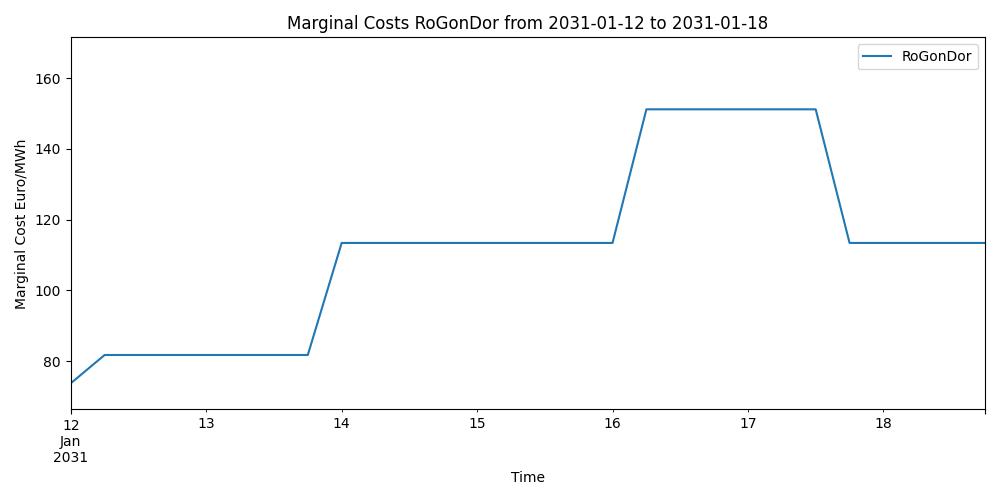 Marginal Costs RoGonDor from 2031-01-12 to 2031-01-18
RoGonDor
Marginal Cost Euro/MWh
160
140
120
100
80
12 13 14 15 16 17 18
Jan
2031
Time